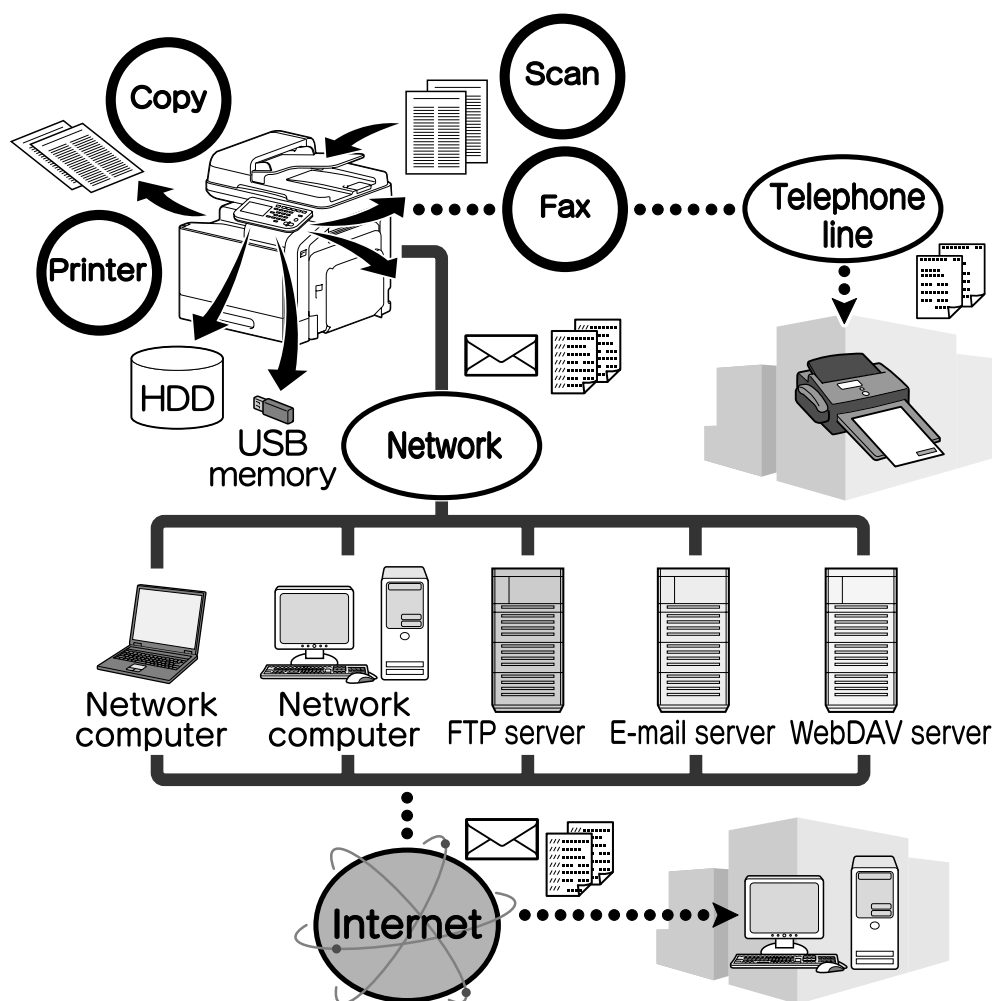 Scan
Copy
Fax
Telephone
line
Printer
HDD
USB
memory
Network
Network
computer
Network
computer
FTP server
E-mail server
WebDAV server
Internet